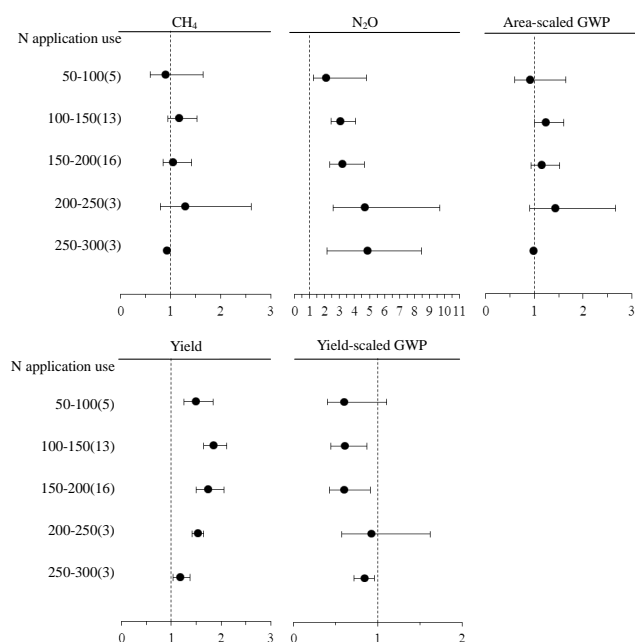 CH₄ N₂O Area-scaled GWP
N application use
50-100(5)
100-150(13)
150-200(16)
200-250(3)
250-300(3)
0 1 2 3 0 1 2 3 4 5 6 7 8 9 10 11 0 1 2 3
Yield Yield-scaled GWP
N application use
50-100(5)
100-150(13)
150-200(16)
200-250(3)
250-300(3)
0 1 2 3 0 1 2